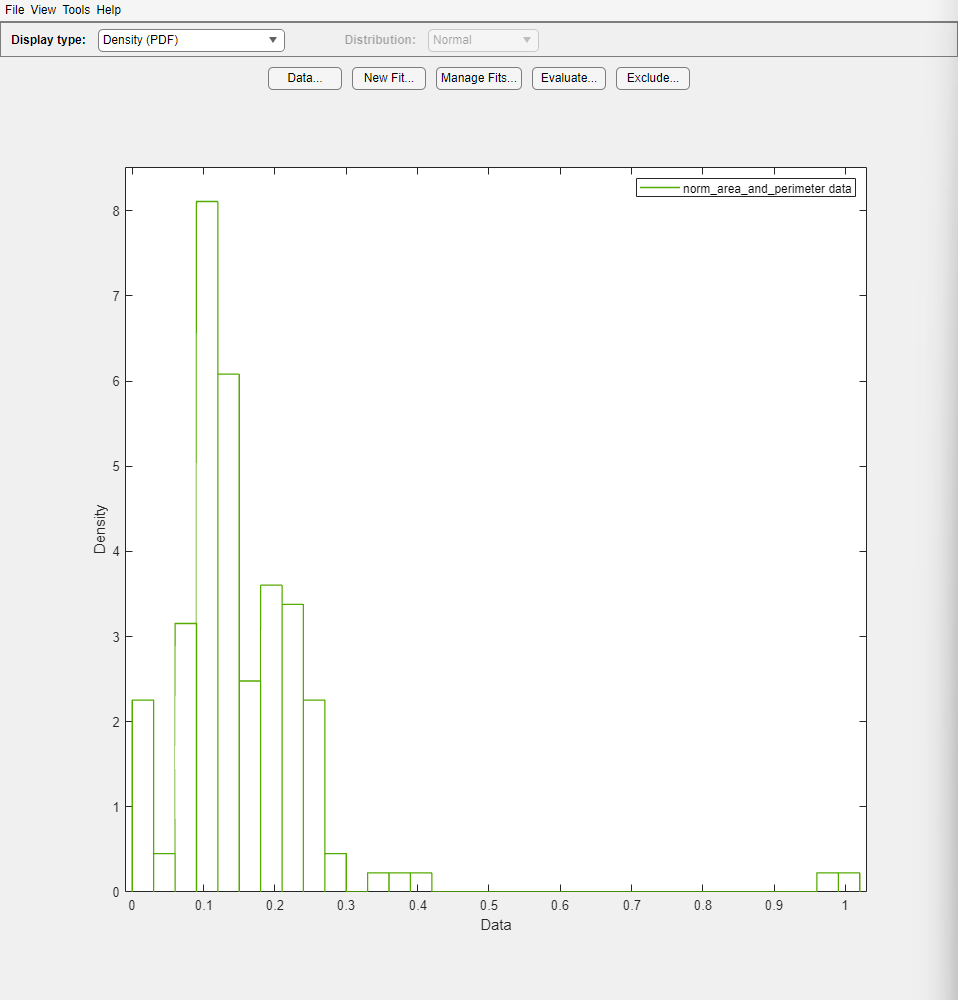 File View Tools Help
Display type: Density (PDF) Distribution: Normal
Data... New Fit... Manage Fits... Evaluate... Exclude...
norm_area_and_perimeter data
8
7
6
5
4
3
2
1
0
Density
0 0.1 0.2 0.3 0.4 0.5 0.6 0.7 0.8 0.9 1
Data